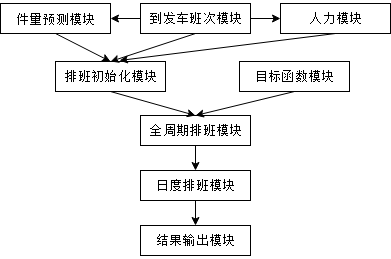 件量预测模块
到发车班次模块
人力模块
排班初始化模块
目标函数模块
全周期排班模块
日度排班模块
结果输出模块